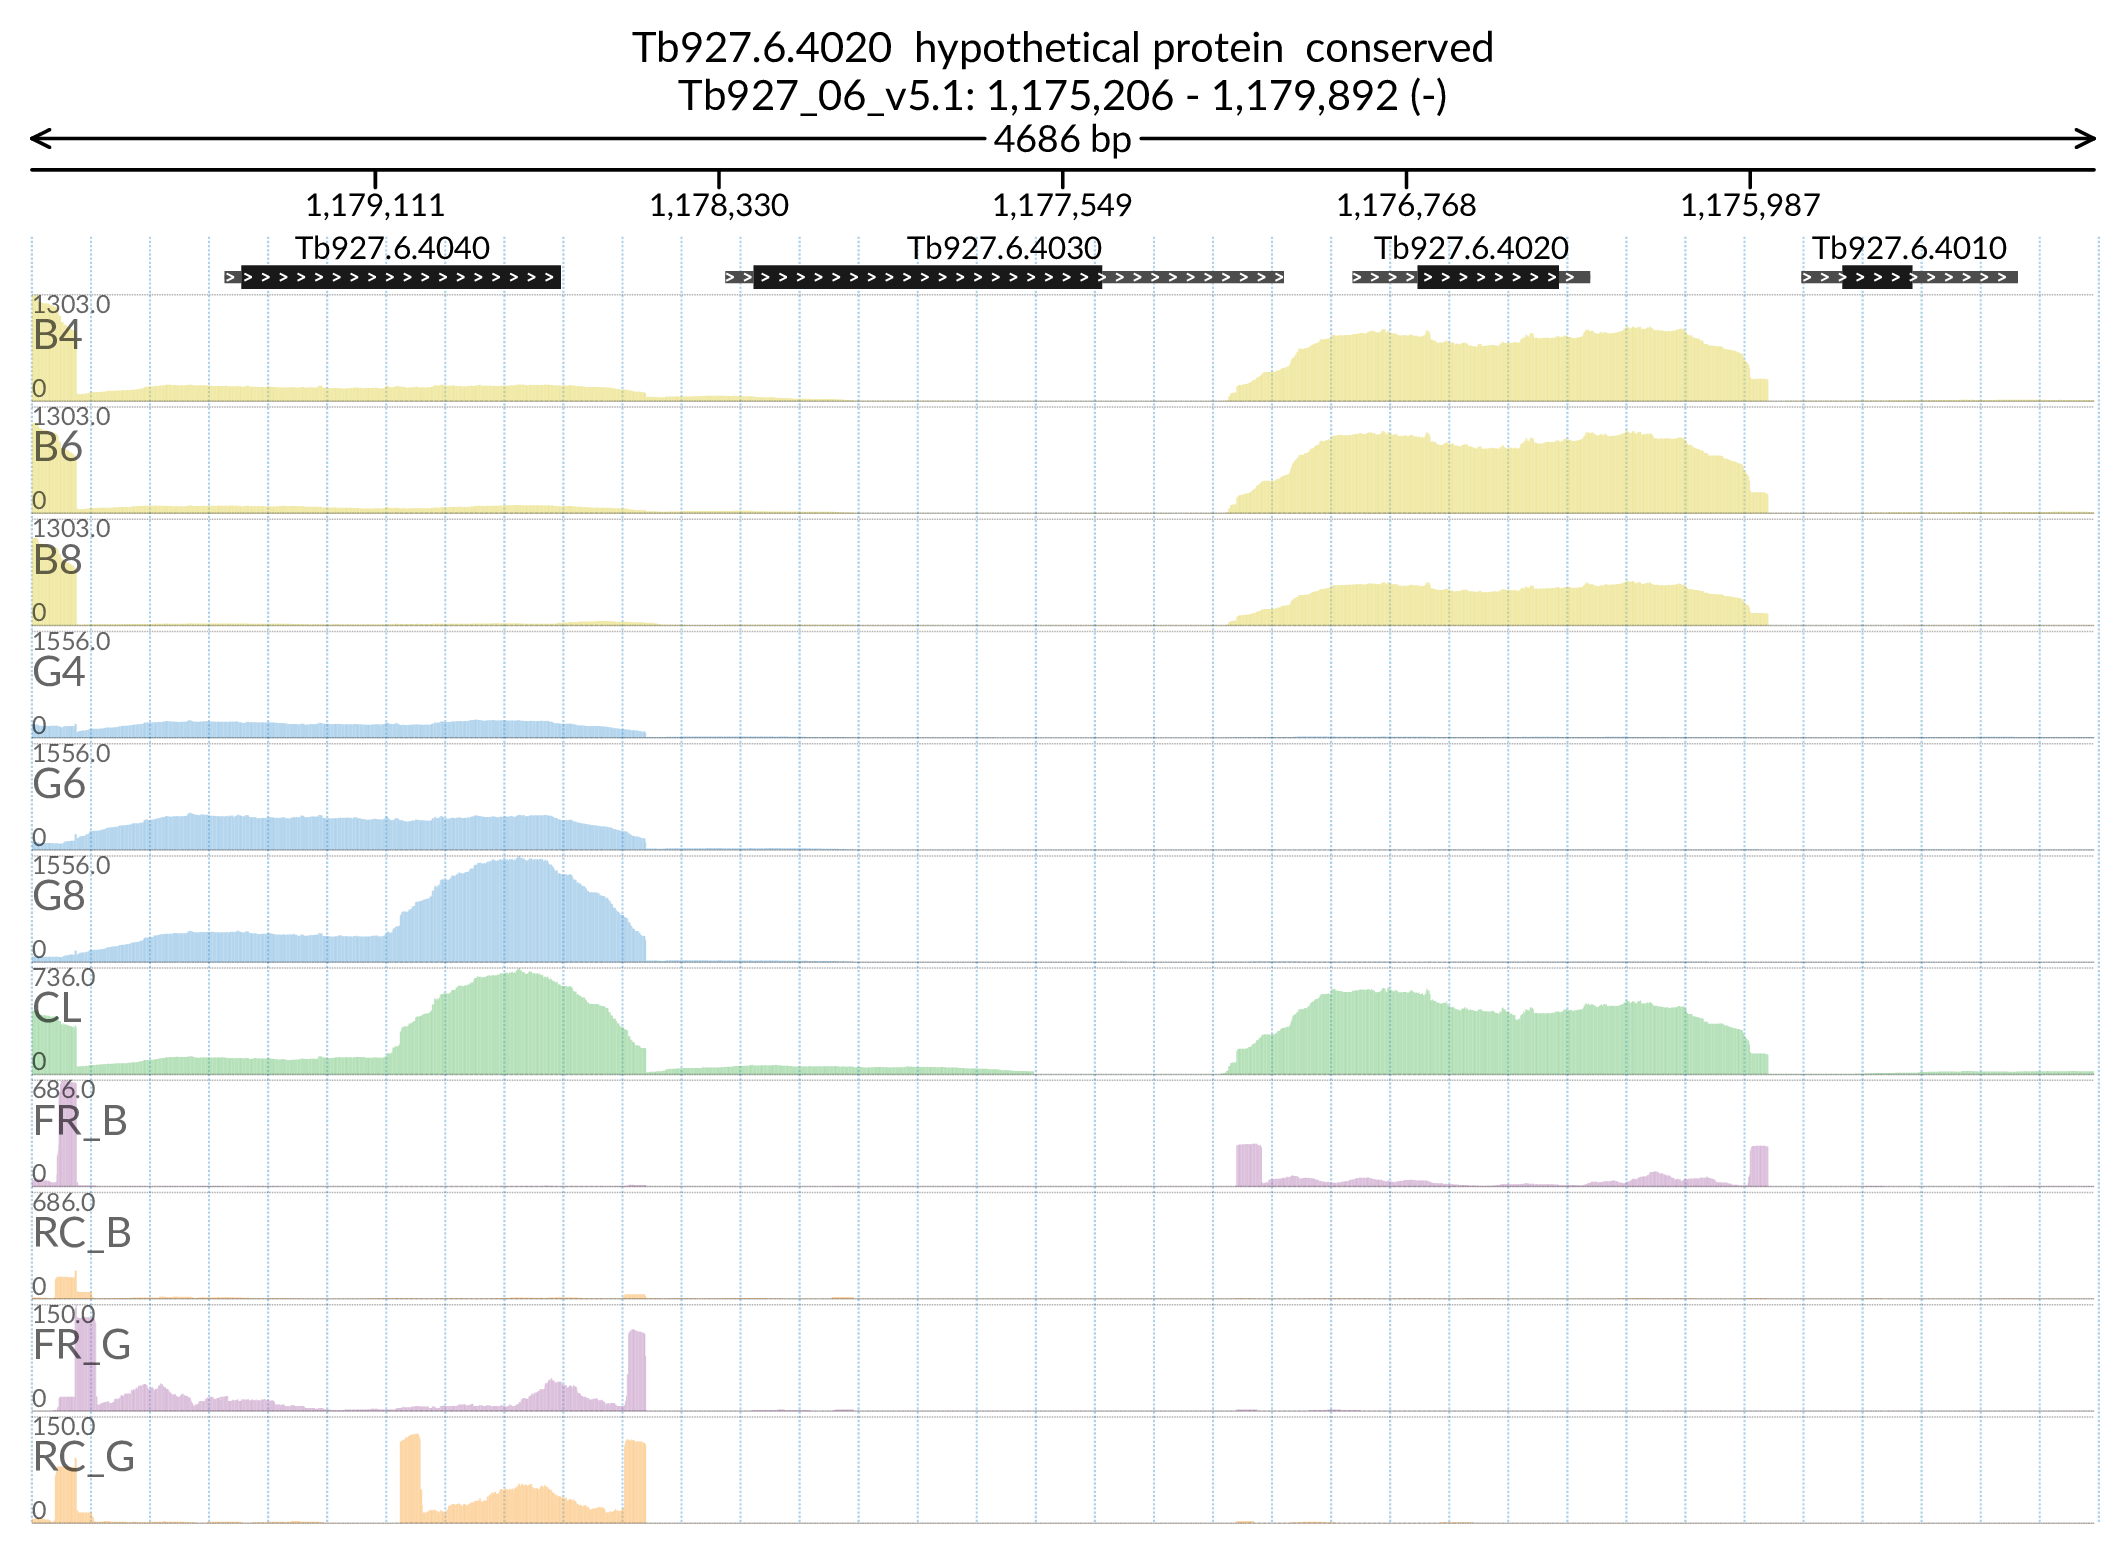 Tb927.6.4020  hypothetical protein  conserved
Tb927_06_v5.1: 1,175,206 - 1,179,892 (-)
4686 bp
1,179,111 1,178,330 1,177,549 1,176,768 1,175,987
Tb927.6.4040 Tb927.6.4030 Tb927.6.4020 Tb927.6.4010
1303.0
B4
0
1303.0
B6
0
1303.0
B8
0
1556.0
G4
0
1556.0
G6
0
1556.0
G8
0
736.0
CL
0
686.0
FR_B
0
686.0
RC_B
0
150.0
FR_G
0
150.0
RC_G
0